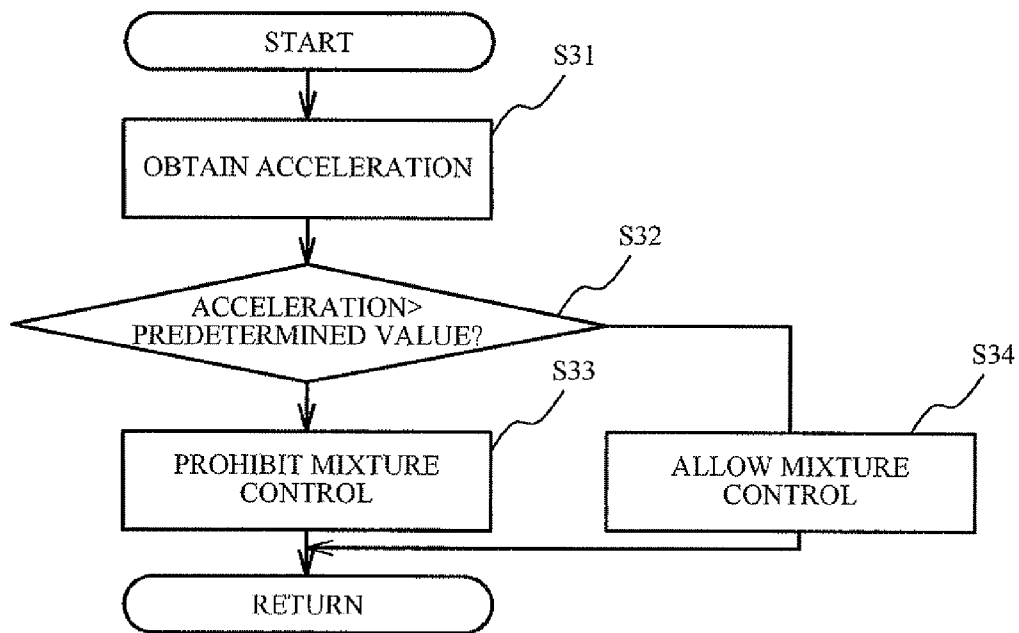 START
S31
OBTAIN ACCELERATION
S32
ACCELERATION>
PREDETERMINED VALUE?
S33
S34
PROHIBIT MIXTURE
CONTROL
ALLOW MIXTURE
CONTROL
RETURN